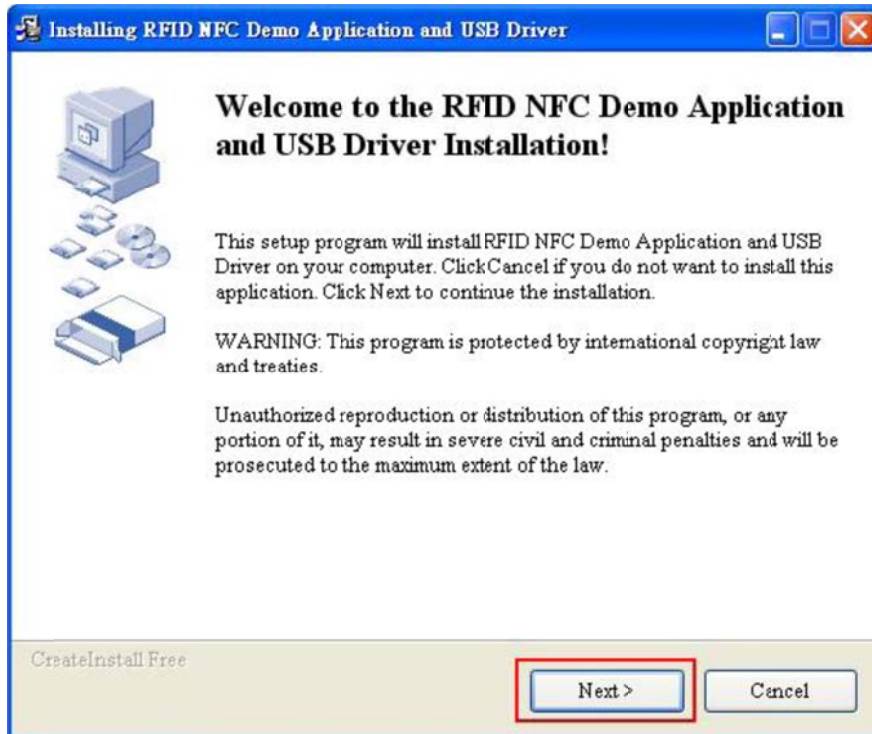 Installing RFID NFC Demo Application and USB Driver
Welcome to the RFID NFC Demo Application
and USB Driver Installation!
This setup program will install RFID NFC Demo Application and USB
Driver on your computer. Click Cancel if you do not want to install this
application. Click Next to continue the installation.
WARNING: This program is protected by international copyright law
and treaties.
Unauthorized reproduction or distribution of this program, or any
portion of it, may result in severe civil and criminal penalties and will be
prosecuted to the maximum extent of the law.
CreateInstall Free
Next >
Cancel